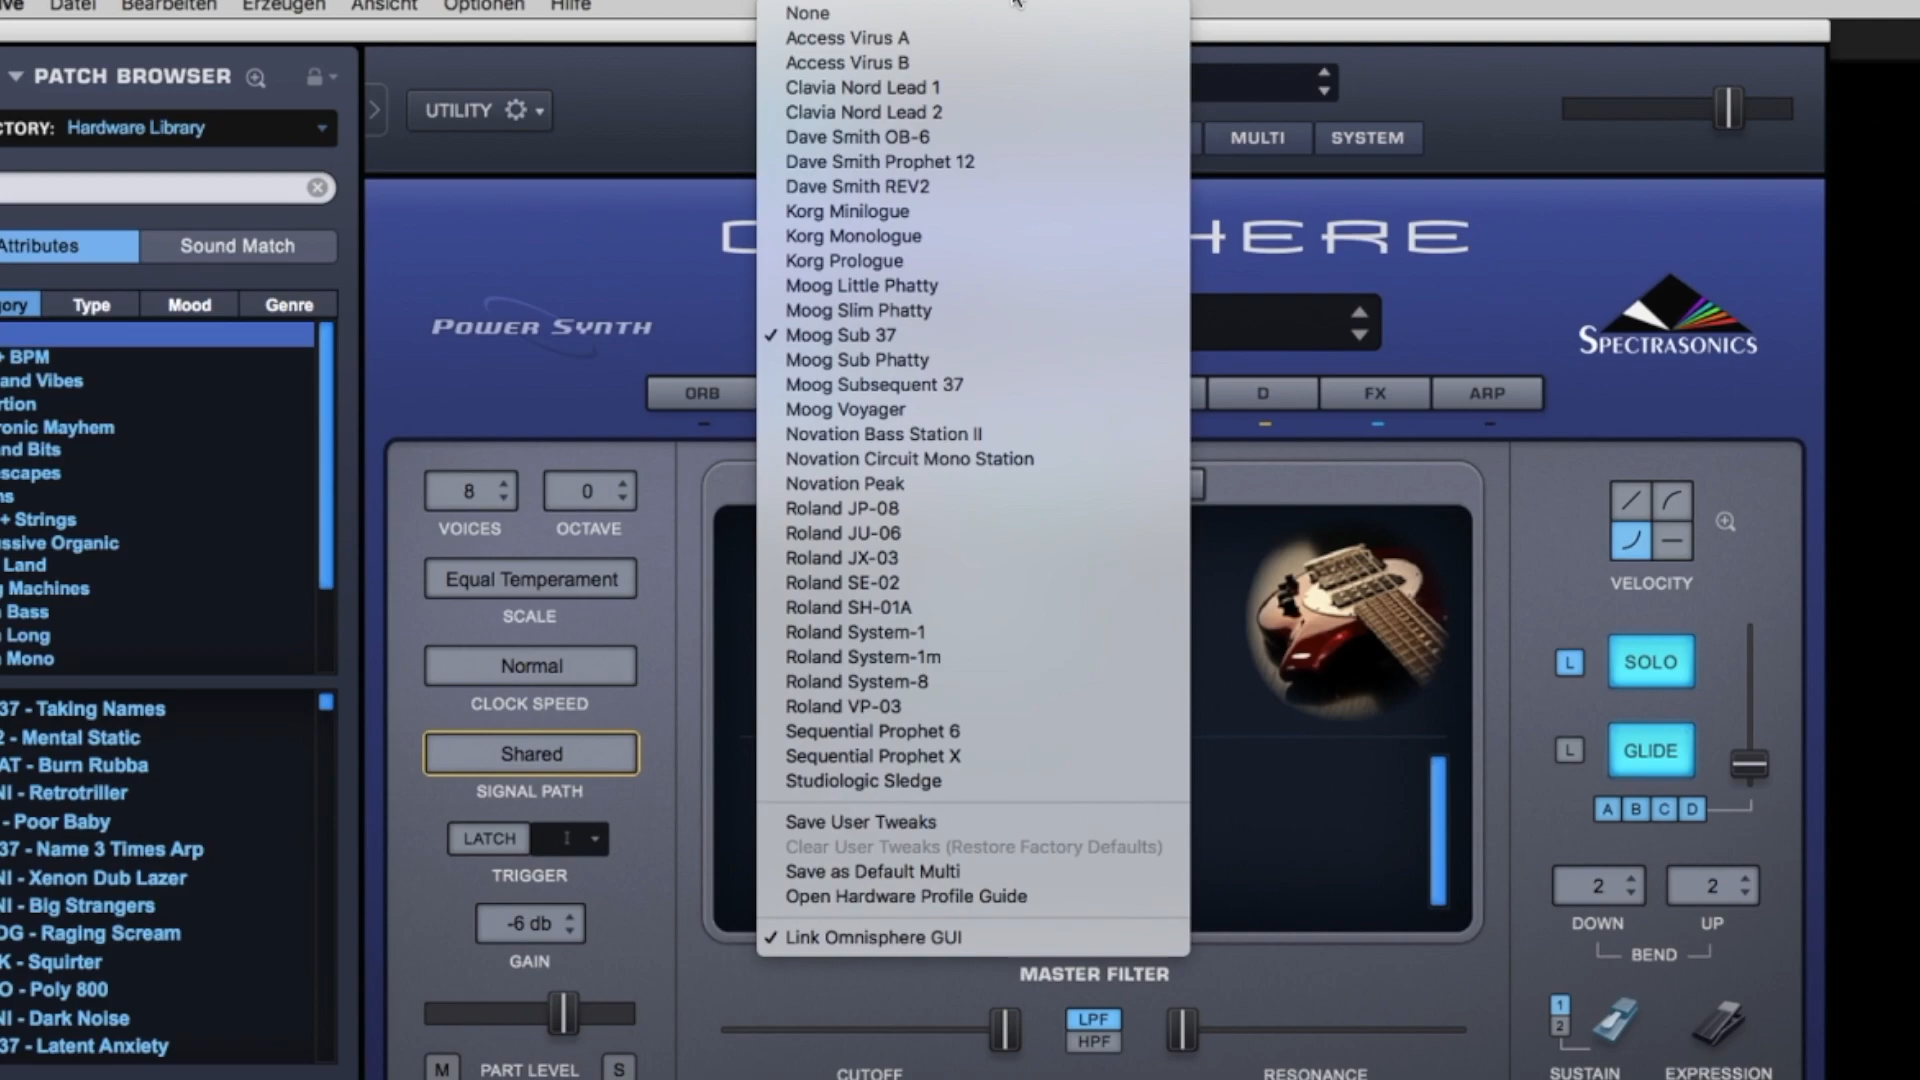 Datei Bearbeiten Erzeugen Ansicht Optionen Hilfe
PATCH BROWSER
CTORY: Hardware Library
Attributes Sound Match
ory Type Mood Genre
+ BPM
and Vibes
rtion
ronic Mayhem
nd Bits
scapes
ns
+ Strings
ussive Organic
Land
g Machines
Bass
Long
Mono
37 - Taking Names
2 - Mental Static
AT - Burn Rubba
NI - Retrotriller
- Poor Baby
37 - Name 3 Times Arp
NI - Xenon Dub Lazer
NI - Big Strangers
OG - Raging Scream
K - Squirter
O - Poly 800
NI - Dark Noise
37 - Latent Anxiety
UTILITY
MULTI SYSTEM
O HERE
POWER SYNTH
SPECTRASONICS
ORB D FX ARP
None
Access Virus A
Access Virus B
Clavia Nord Lead 1
Clavia Nord Lead 2
Dave Smith OB-6
Dave Smith Prophet 12
Dave Smith REV2
Korg Minilogue
Korg Monologue
Korg Prologue
Moog Little Phatty
Moog Slim Phatty
✓ Moog Sub 37
Moog Sub Phatty
Moog Subsequent 37
Moog Voyager
Novation Bass Station II
Novation Circuit Mono Station
Novation Peak
Roland JP-08
Roland JU-06
Roland JX-03
Roland SE-02
Roland SH-01A
Roland System-1
Roland System-1m
Roland System-8
Roland VP-03
Sequential Prophet 6
Sequential Prophet X
Studiologic Sledge
Save User Tweaks
Clear User Tweaks (Restore Factory Defaults)
Save as Default Multi
Open Hardware Profile Guide
✓ Link Omnisphere GUI
8 0
VOICES OCTAVE
Equal Temperament
SCALE
Normal
CLOCK SPEED
Shared
SIGNAL PATH
LATCH
TRIGGER
-6 db
GAIN
M PART LEVEL S
MASTER FILTER
LPF
HPF
CUTOFF RESONANCE
VELOCITY
L SOLO
L GLIDE
A B C D
2 2
DOWN UP
BEND
1
2
SUSTAIN EXPRESSION